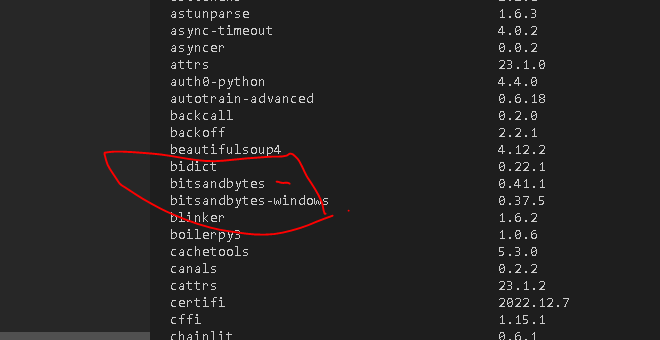 astunparse 1.6.3
async-timeout 4.0.2
asyncer 0.0.2
attrs 23.1.0
auth0-python 4.4.0
autotrain-advanced 0.6.18
backcall 0.2.0
backoff 2.2.1
beautifulsoup4 4.12.2
bidict 0.22.1
bitsandbytes 0.41.1
bitsandbytes-windows 0.37.5
blinker 1.6.2
boilerpy3 1.0.6
cachetools 5.3.0
canals 0.2.2
cattrs 23.1.2
certifi 2022.12.7
cffi 1.15.1
chainlit 0.6.1